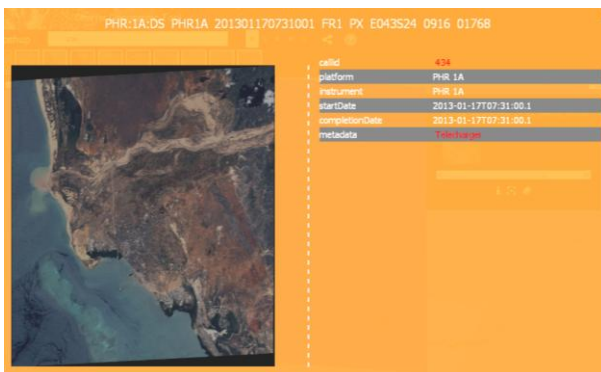 PHR:1A:DS PHR1A 201301170731001 FR1 PX E043S24 0916 01768
callId 434
platform PHR 1A
instrument PHR 1A
startDate 2013-01-17T07:31:00.1
completionDate 2013-01-17T07:31:00.1
metadata Télécharger